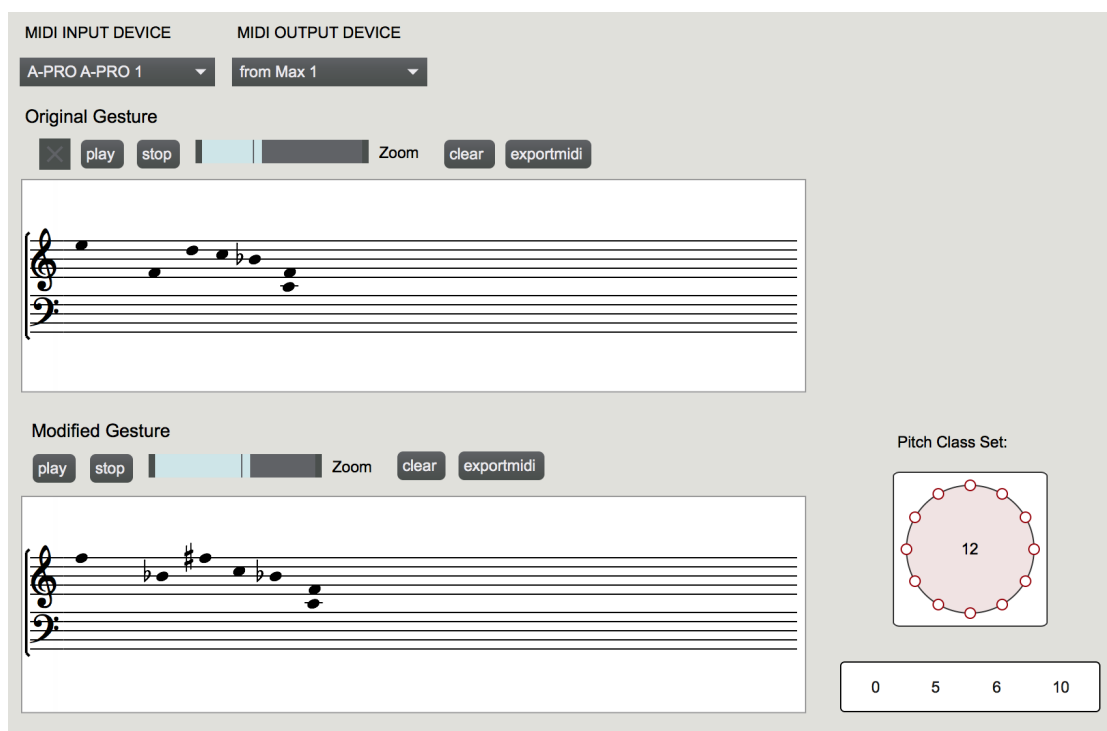 MIDI INPUT DEVICE MIDI OUTPUT DEVICE
A-PRO A-PRO 1 from Max 1
Original Gesture
play stop Zoom clear exportmidi
Modified Gesture
play stop Zoom clear exportmidi
Pitch Class Set:
12
0 5 6 10